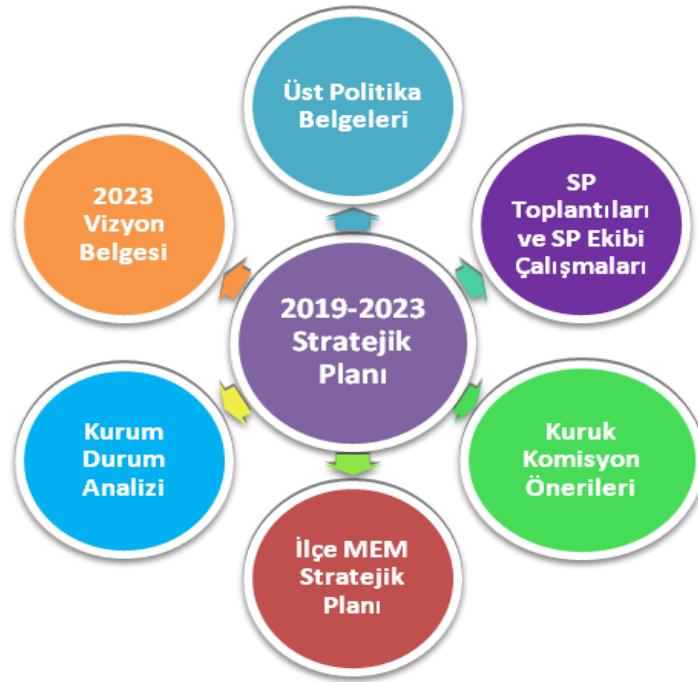 Üst Politika
Belgeleri
2023
Vizyon
Belgesi
SP
Toplantıları
ve SP Ekibi
Çalışmaları
2019-2023
Stratejik
Planı
Kurum
Durum
Analizi
Kuruk
Komisyon
Önerileri
İlçe MEM
Stratejik
Planı